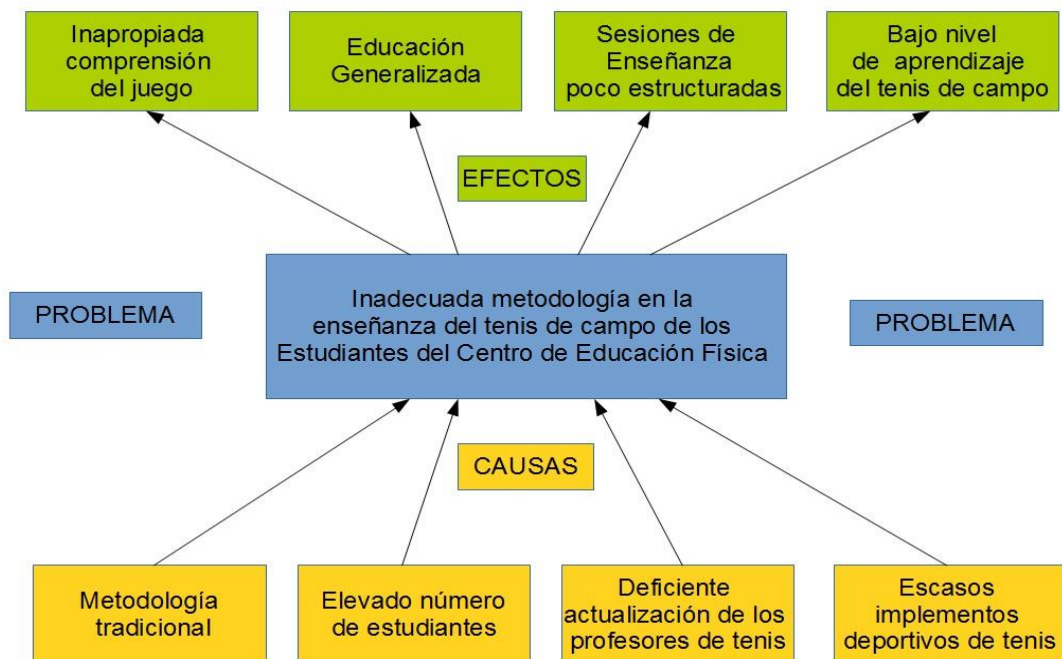 Inapropiada
comprensión
del juego
Educación
Generalizada
Sesiones de
Enseñanza
poco estructuradas
Bajo nivel
de aprendizaje
del tenis de campo
EFECTOS
PROBLEMA
Inadecuada metodología en la
enseñanza del tenis de campo de los
Estudiantes del Centro de Educación Física
PROBLEMA
CAUSAS
Metodología
tradicional
Elevado número
de estudiantes
Deficiente
actualización de los
profesores de tenis
Escasos
implementos
deportivos de tenis